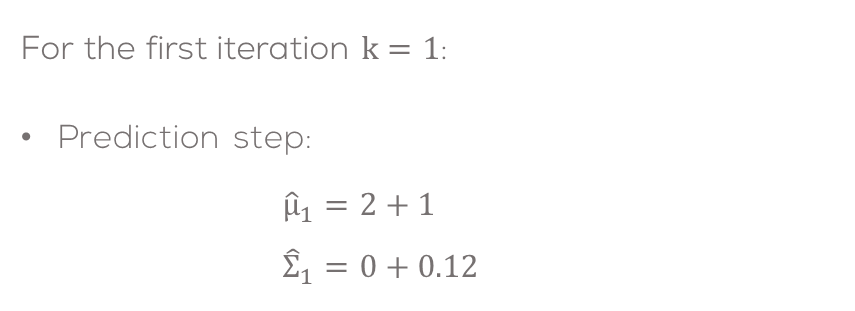 For the first iteration k = 1:
• Prediction step:
μ̂₁ = 2 + 1
Σ̂₁ = 0 + 0.12